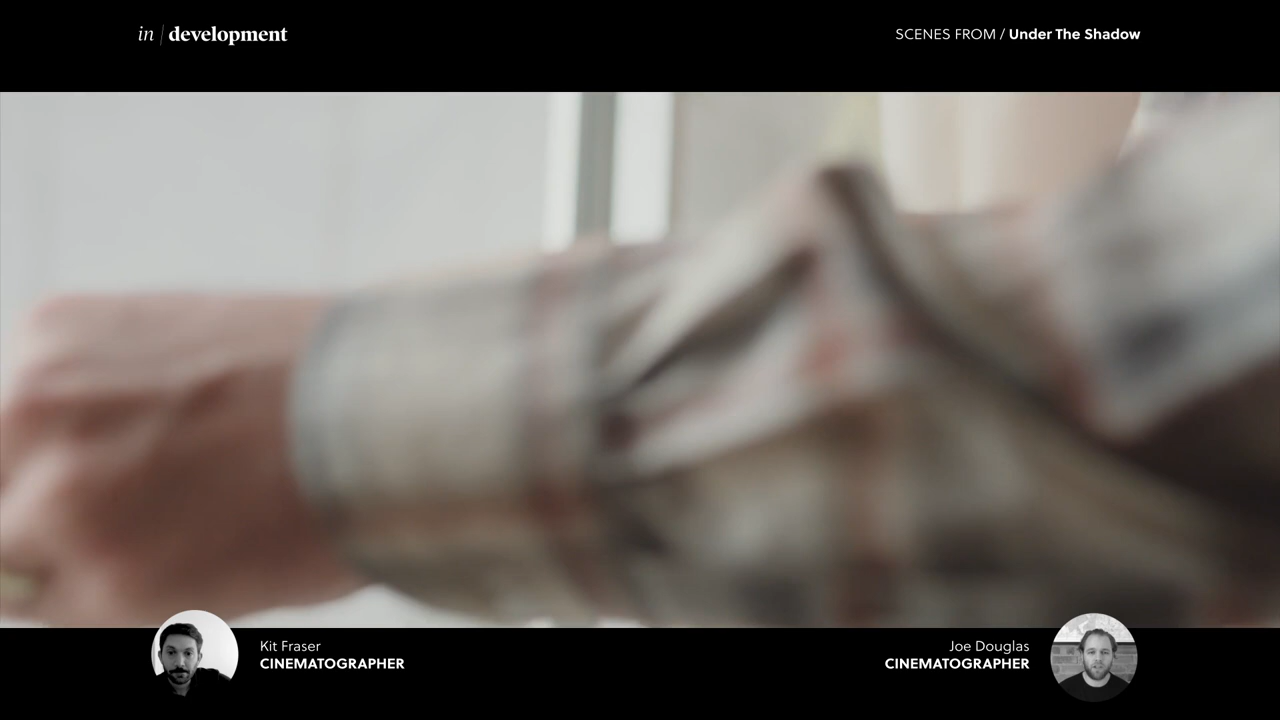 in | development
SCENES FROM / Under The Shadow
Kit Fraser
CINEMATOGRAPHER
Joe Douglas
CINEMATOGRAPHER